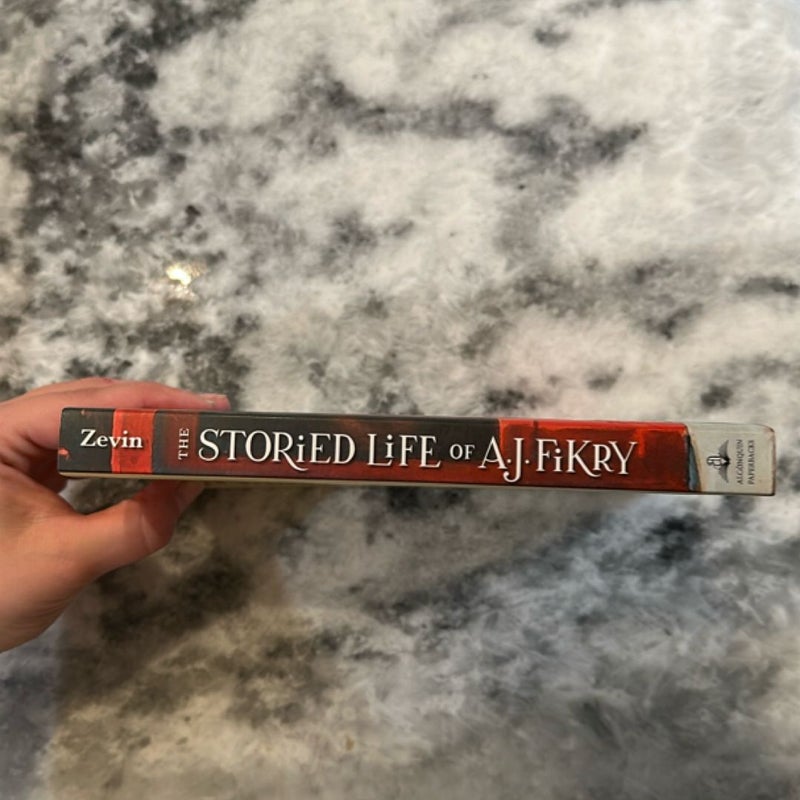 Zevin
THE STORiED LiFE OF A.J. FiKRY
ALGONQUIN
PAPERBACKS